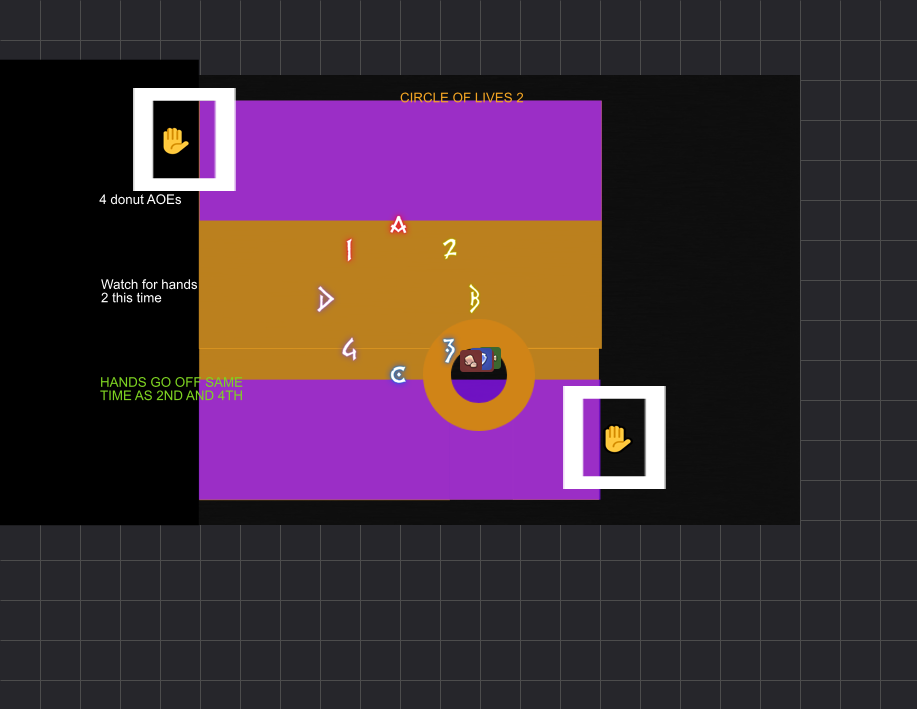 CIRCLE OF LIVES 2
4 donut AOEs
A
1
2
Watch for hands
2 this time
D
B
4
3
C
HANDS GO OFF SAME
TIME AS 2ND AND 4TH